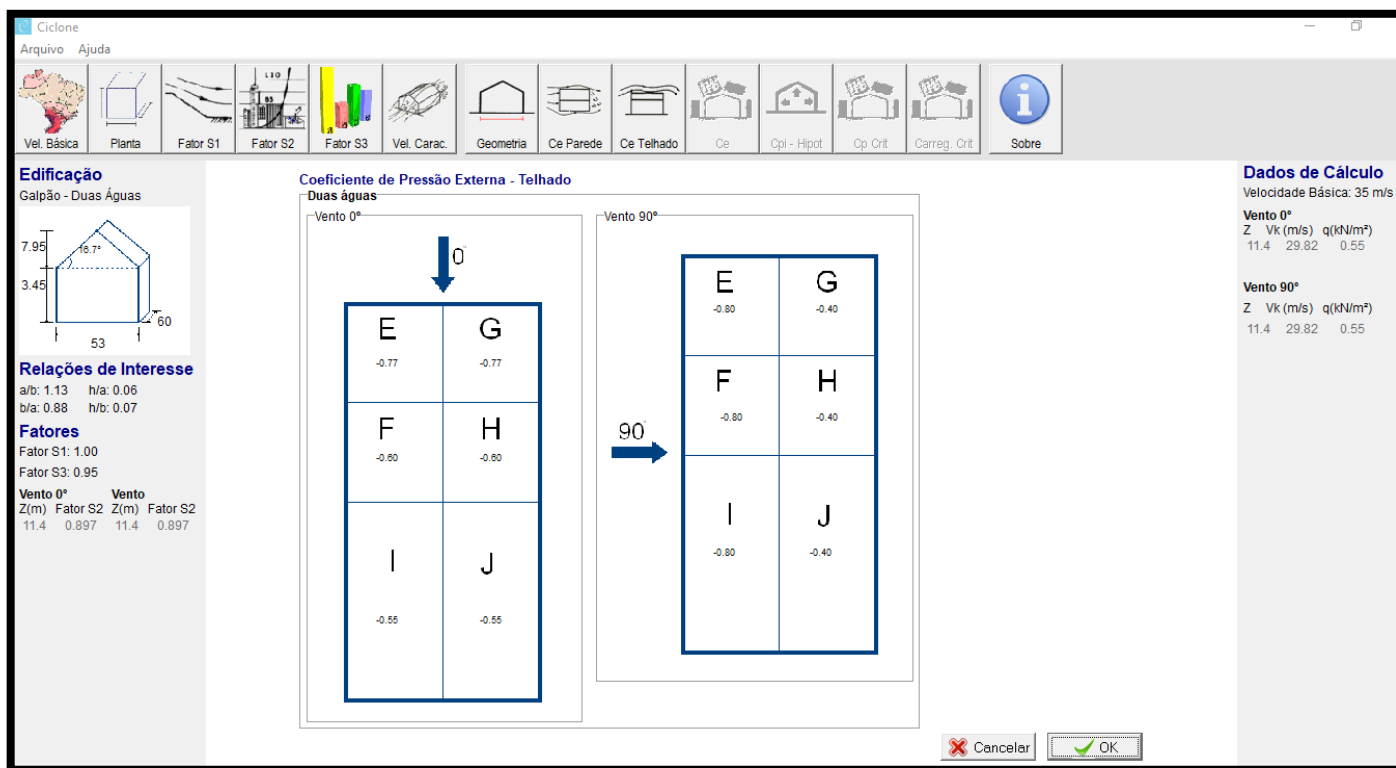 Ciclone
Arquivo Ajuda
Vel. Básica Planta Fator S1 Fator S2 Fator S3 Vel. Carac. Geometria Ce Parede Ce Telhado Ce Cpi - Hipot Cp Crit Carreg. Crit Sobre
Edificação
Galpão - Duas Águas
7.95
16.7°
3.45
60
53
Relações de Interesse
a/b: 1.13 h/a: 0.06
b/a: 0.88 h/b: 0.07
Fatores
Fator S1: 1.00
Fator S3: 0.95
Vento 0° Vento
Z(m) Fator S2 Z(m) Fator S2
11.4 0.897 11.4 0.897
Coeficiente de Pressão Externa - Telhado
Duas águas
Vento 0°
0°
E G
-0.77 -0.77
F H
-0.60 -0.60
I J
-0.55 -0.55
Vento 90°
90°
E G
-0.80 -0.40
F H
-0.80 -0.40
I J
-0.80 -0.40
Cancelar OK
Dados de Cálculo
Velocidade Básica: 35 m/s
Vento 0°
Z Vk (m/s) q(kN/m²)
11.4 29.82 0.55
Vento 90°
Z Vk (m/s) q(kN/m²)
11.4 29.82 0.55